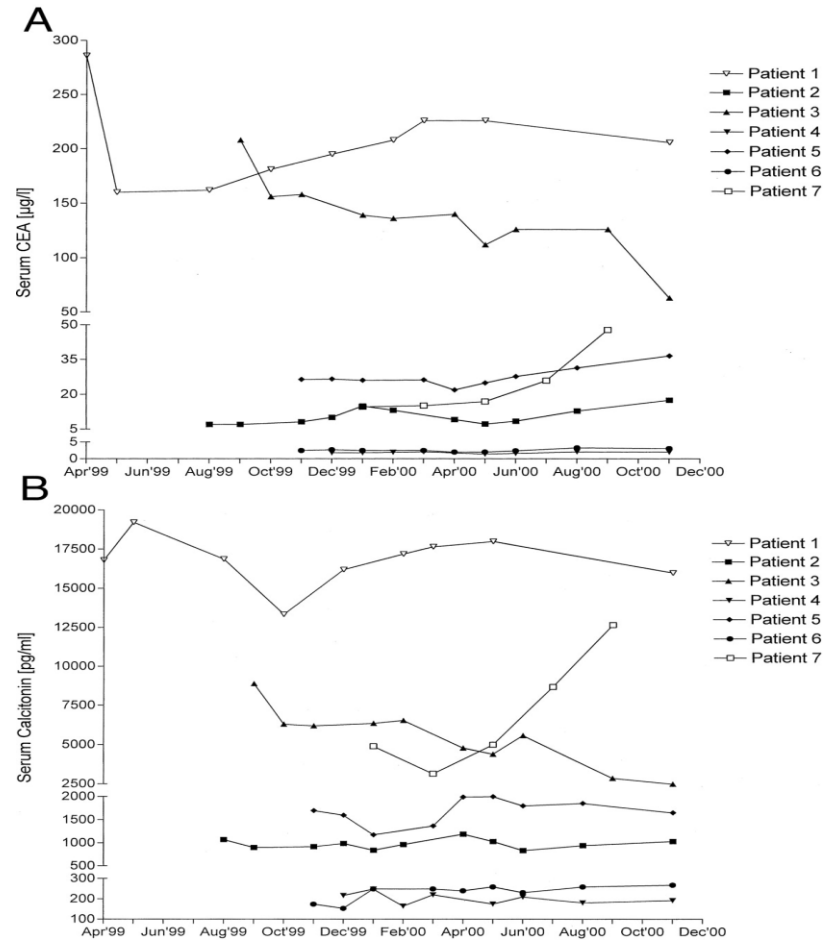 A
300
250
200
150
100
50
50
35
20
5
5
0
Serum CEA [µg/l]
Apr'99 Jun'99 Aug'99 Oct'99 Dec'99 Feb'00 Apr'00 Jun'00 Aug'00 Oct'00 Dec'00
Patient 1
Patient 2
Patient 3
Patient 4
Patient 5
Patient 6
Patient 7
B
20000
17500
15000
12500
10000
7500
5000
2500
2000
1500
1000
500
300
200
100
Serum Calcitonin [pg/ml]
Apr'99 Jun'99 Aug'99 Oct'99 Dec'99 Feb'00 Apr'00 Jun'00 Aug'00 Oct'00 Dec'00
Patient 1
Patient 2
Patient 3
Patient 4
Patient 5
Patient 6
Patient 7